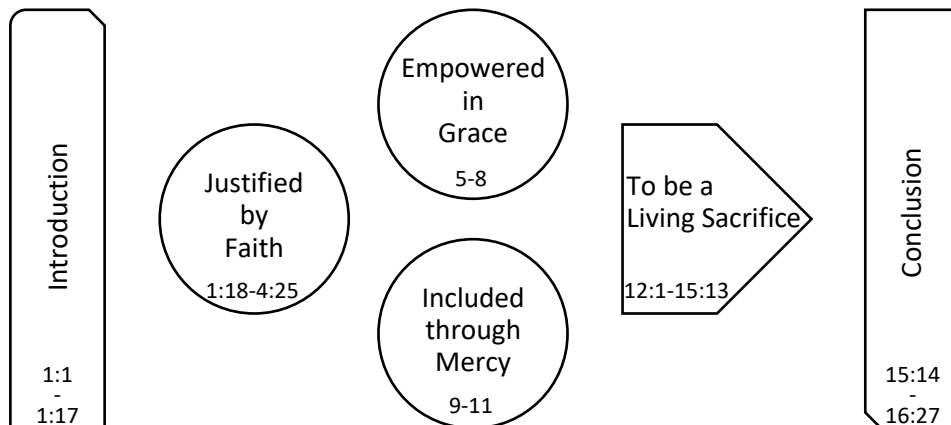 Introduction
1:1
-
1:17
Justified
by
Faith
1:18-4:25
Empowered
in
Grace
5-8
Included
through
Mercy
9-11
To be a
Living Sacrifice
12:1-15:13
Conclusion
15:14
-
16:27